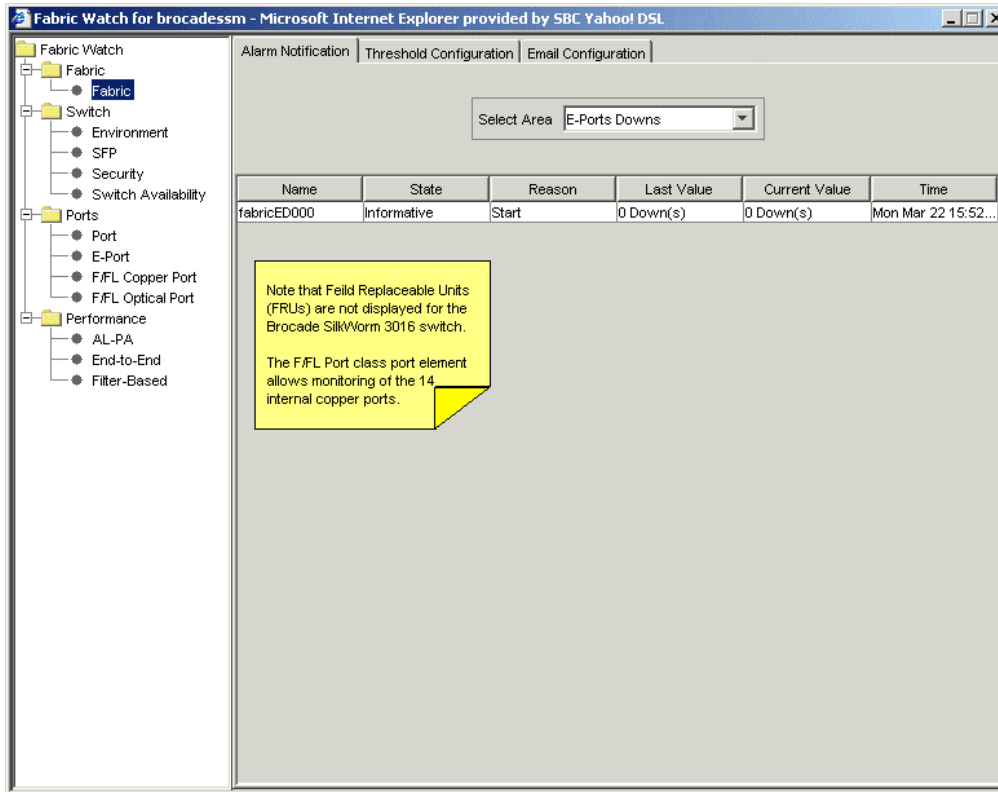 Fabric Watch for brocadessm - Microsoft Internet Explorer provided by SBC Yahoo! DSL
Fabric Watch
Fabric
Fabric
Switch
Environment
SFP
Security
Switch Availability
Ports
Port
E-Port
F/FL Copper Port
F/FL Optical Port
Performance
AL-PA
End-to-End
Filter-Based
Alarm Notification
Threshold Configuration
Email Configuration
Select Area E-Ports Downs
Name State Reason Last Value Current Value Time
fabricED000 Informative Start 0 Down(s) 0 Down(s) Mon Mar 22 15:52...
Note that Feild Replaceable Units
(FRUs) are not displayed for the
Brocade SilkWorm 3016 switch.
The F/FL Port class port element
allows monitoring of the 14
internal copper ports.